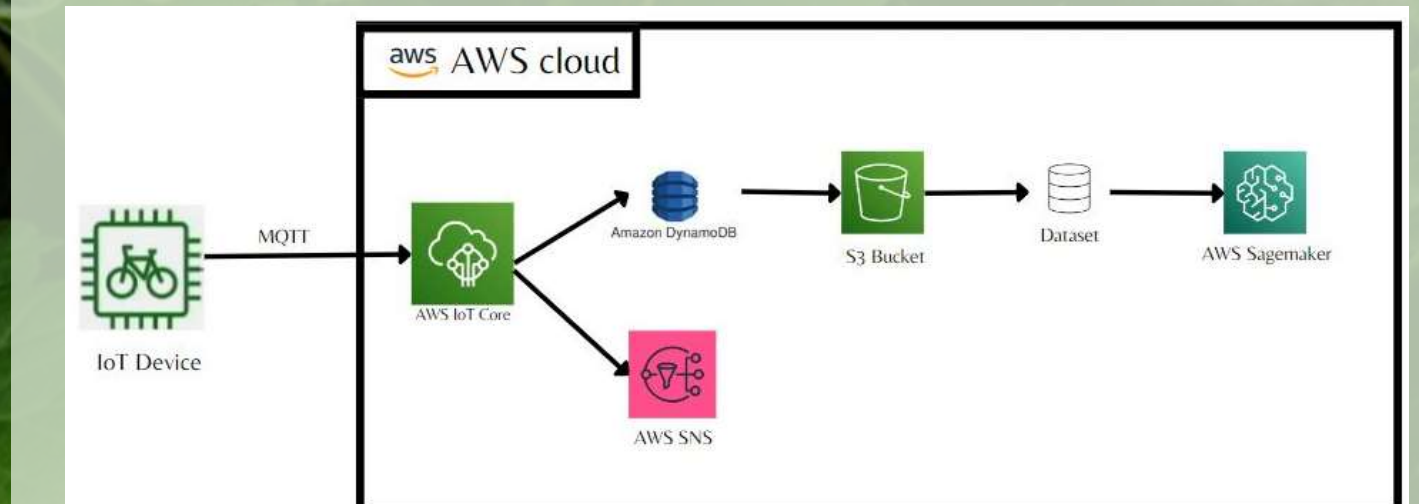 aws AWS cloud
MQTT
IoT Device
AWS IoT Core
Amazon DynamoDB
S3 Bucket
Dataset
AWS Sagemaker
AWS SNS